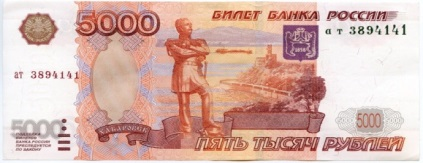 5000
БИЛЕТ БАНКА РОССИИ
ат 3894141
ат 3894141
ХАБАРОВСК
5000
5000
ПЯТЬ ТЫСЯЧ РУБЛЕЙ